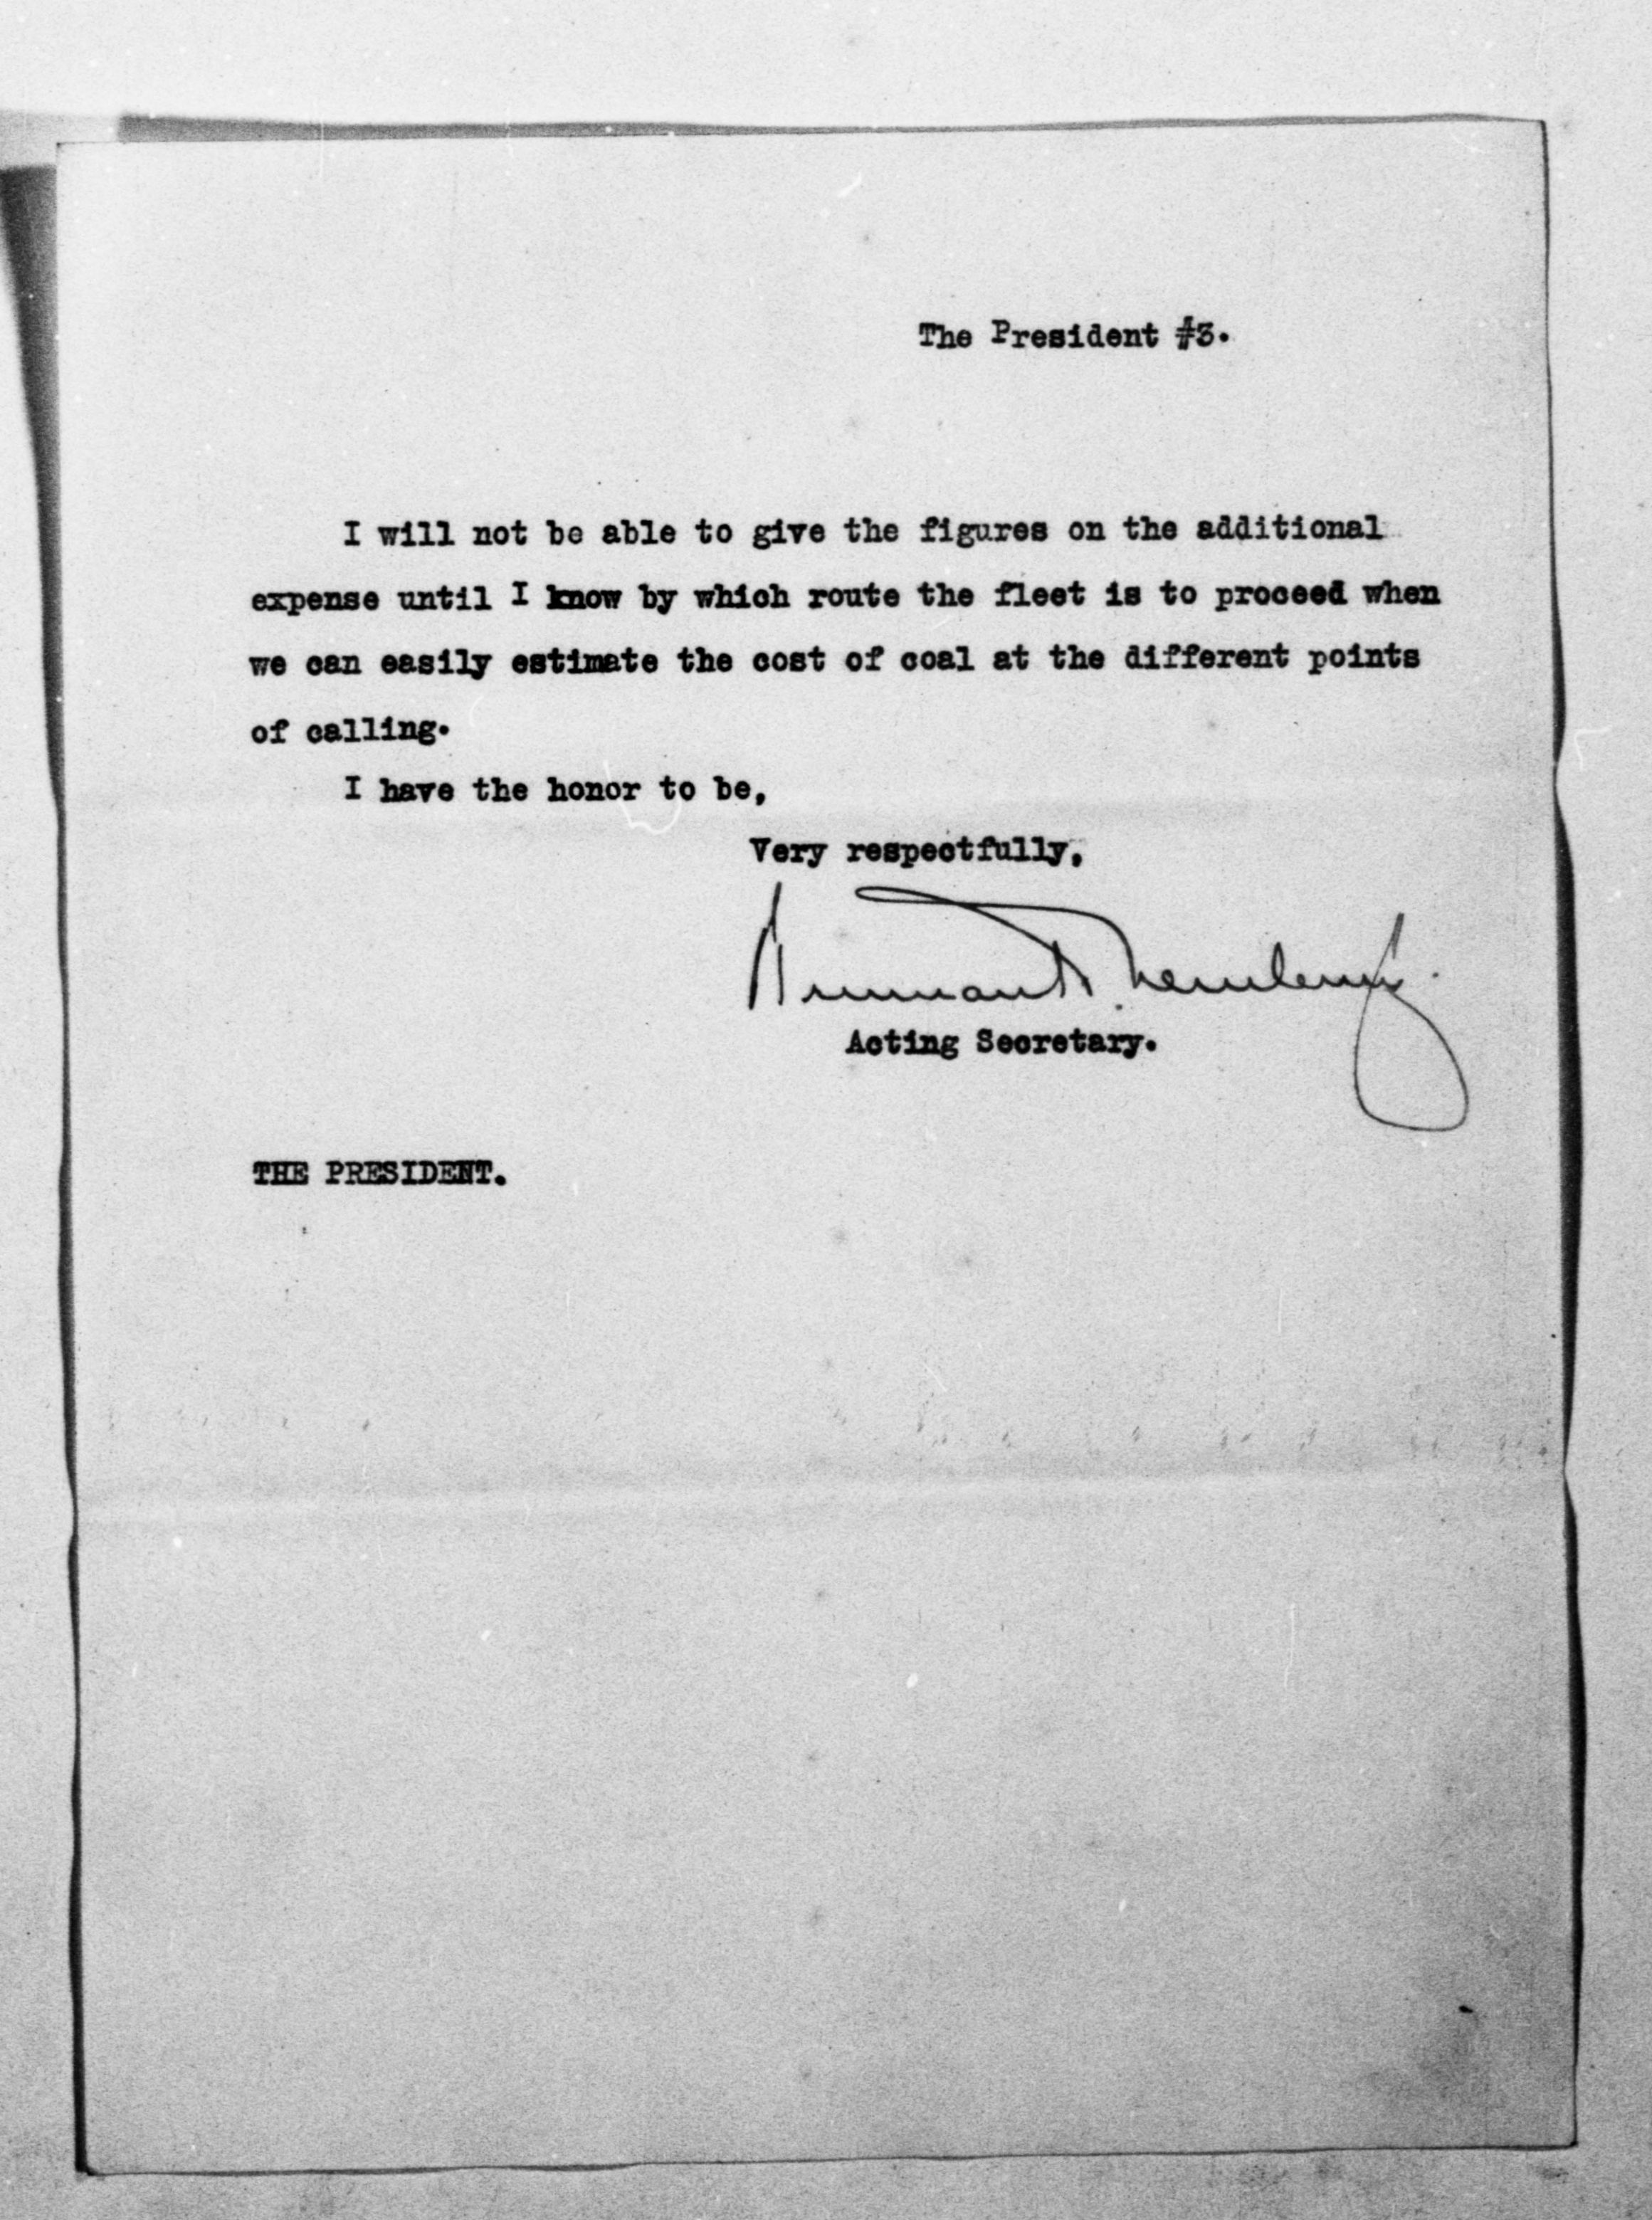 The President #3.
I will not be able to give the figures on the additional
expense until I know by which route the fleet is to proceed when
we can easily estimate the cost of coal at the different points
of calling.
I have the honor to be,
Very respectfully,
Truman H. Newberry.
Acting Secretary.
THE PRESIDENT.